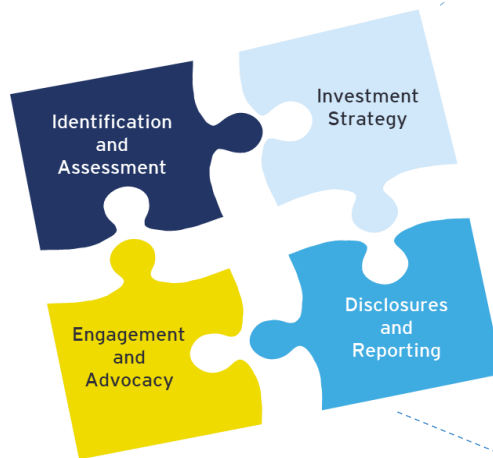 Identification
and
Assessment
Investment
Strategy
Engagement
and
Advocacy
Disclosures
and
Reporting